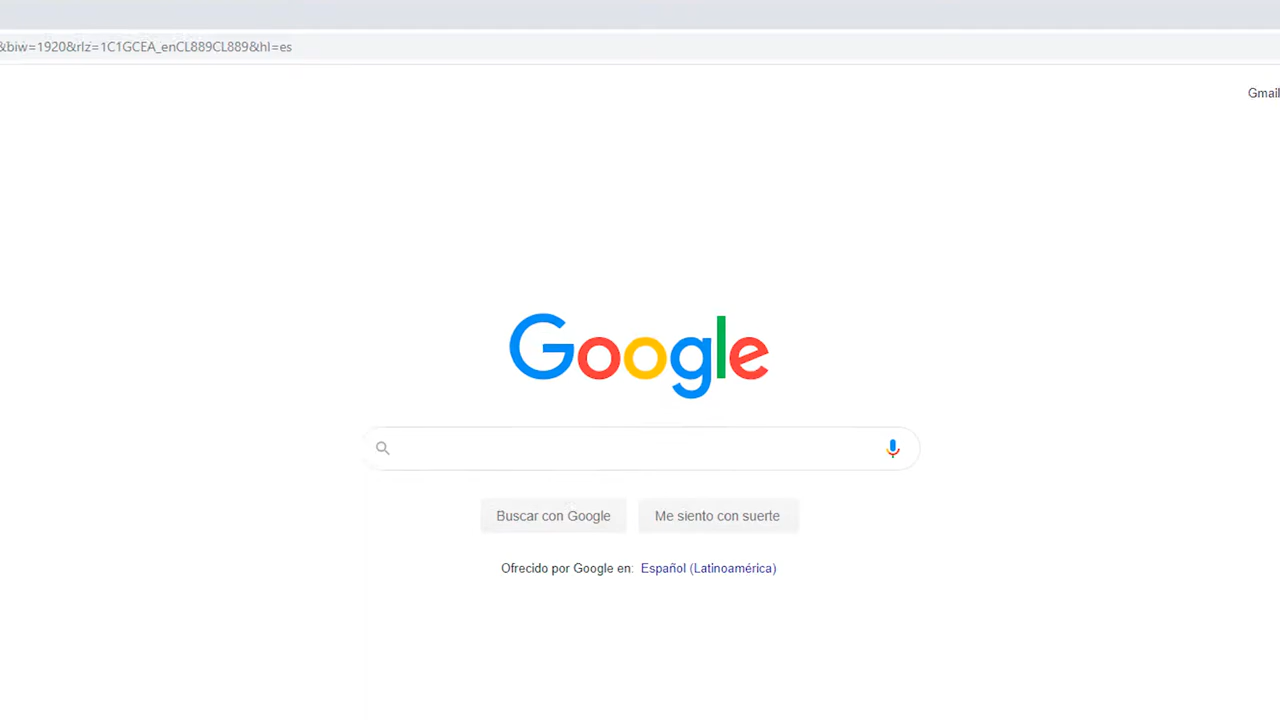 &biw=1920&rlz=1C1GCEA_enCL889CL889&hl=es
Gmail
Google
Buscar con Google
Me siento con suerte
Ofrecido por Google en: Español (Latinoamérica)